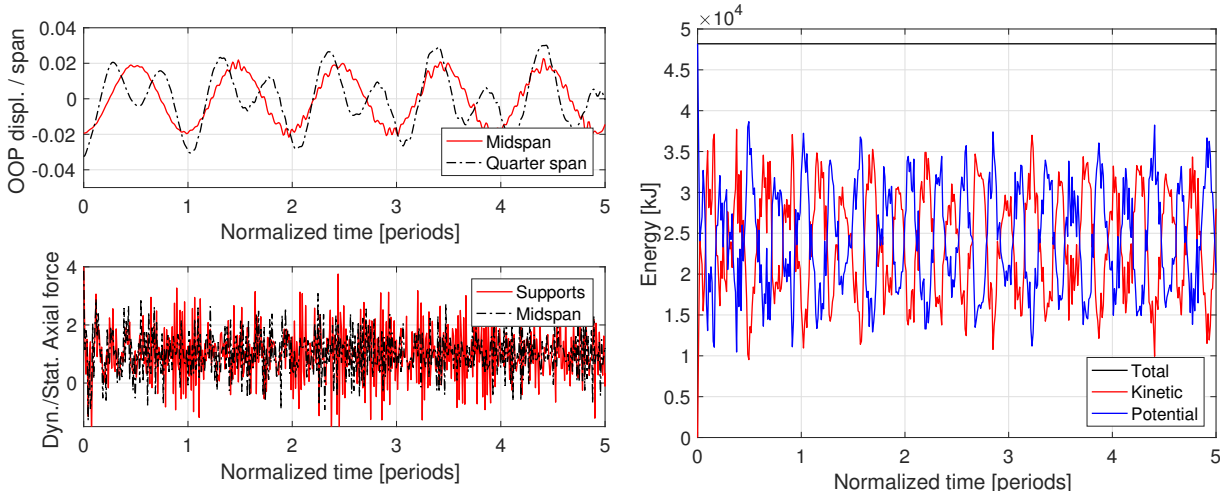 OOP displ. / span
0.04
0.02
0
-0.02
-0.04
Midspan
Quarter span
0 1 2 3 4 5
Normalized time [periods]
Dyn./Stat. Axial force
4
2
0
Supports
Midspan
0 1 2 3 4 5
Normalized time [periods]
×10⁴
Energy [kJ]
5
4.5
4
3.5
3
2.5
2
1.5
1
0.5
0
Total
Kinetic
Potential
0 1 2 3 4 5
Normalized time [periods]